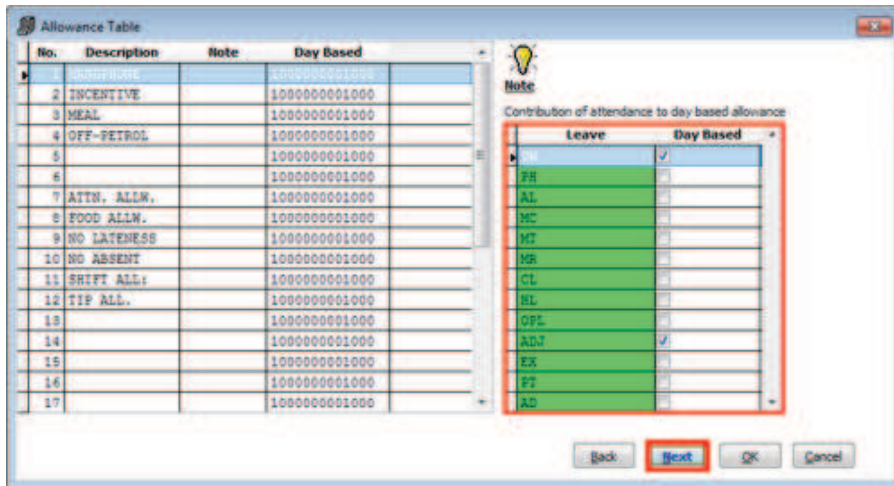 Allowance Table
No. Description Note Day Based
1 1000000001000
2 INCENTIVE 1000000001000
3 MEAL 1000000001000
4 OFF-PETROL 1000000001000
5 1000000001000
6 1000000001000
7 ATTN. ALLW. 1000000001000
8 FOOD ALLW. 1000000001000
9 NO LATENESS 1000000001000
10 NO ABSENT 1000000001000
11 SHIFT ALL: 1000000001000
12 TIP ALL. 1000000001000
13 1000000001000
14 1000000001000
15 1000000001000
16 1000000001000
17 1000000001000
Note
Contribution of attendance to day based allowance
Leave Day Based
PH
AL
MC
MT
MR
CL
HL
OPL
ADJ
EX
PT
AD
Back Next OK Cancel